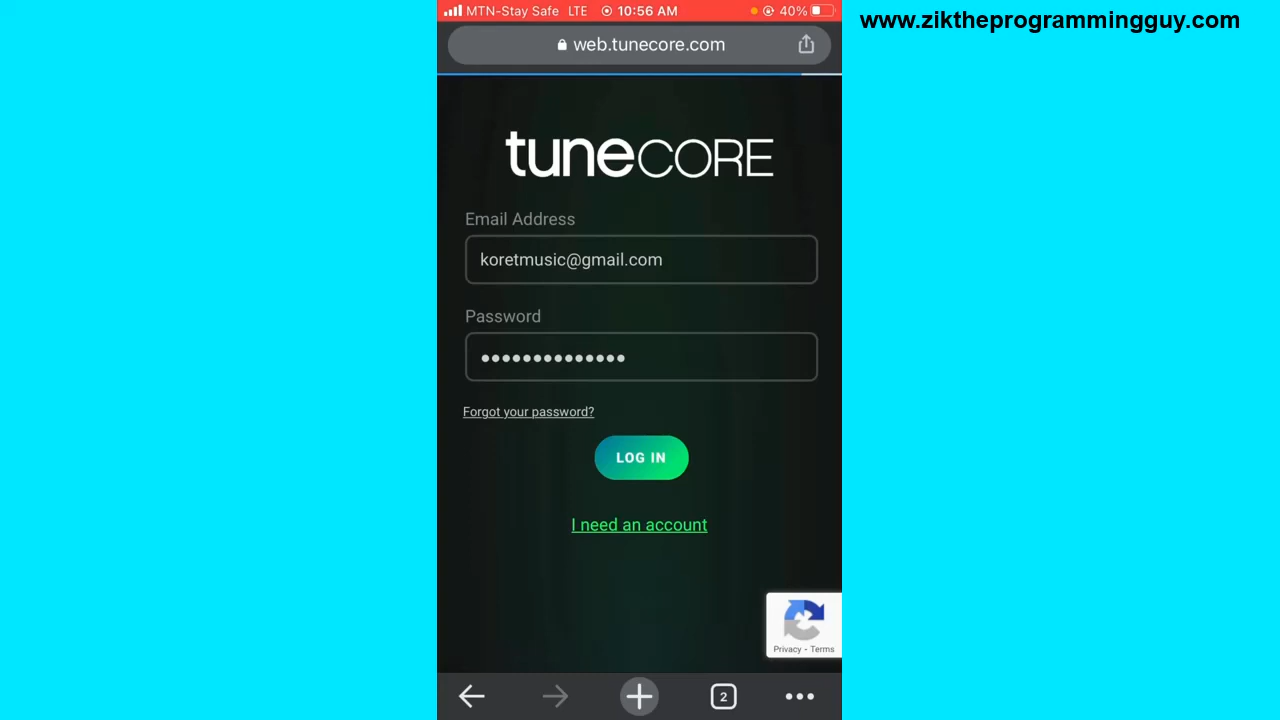 MTN-Stay Safe LTE 10:56 AM 40%
www.ziktheprogrammingguy.com
web.tunecore.com
tuneCORE
Email Address
koretmusic@gmail.com
Password
••••••••••••••
Forgot your password?
LOG IN
I need an account
Privacy - Terms
2